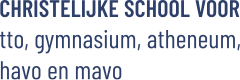 CHRISTELIJKE SCHOOL VOOR
tto, gymnasium, atheneum,
havo en mavo